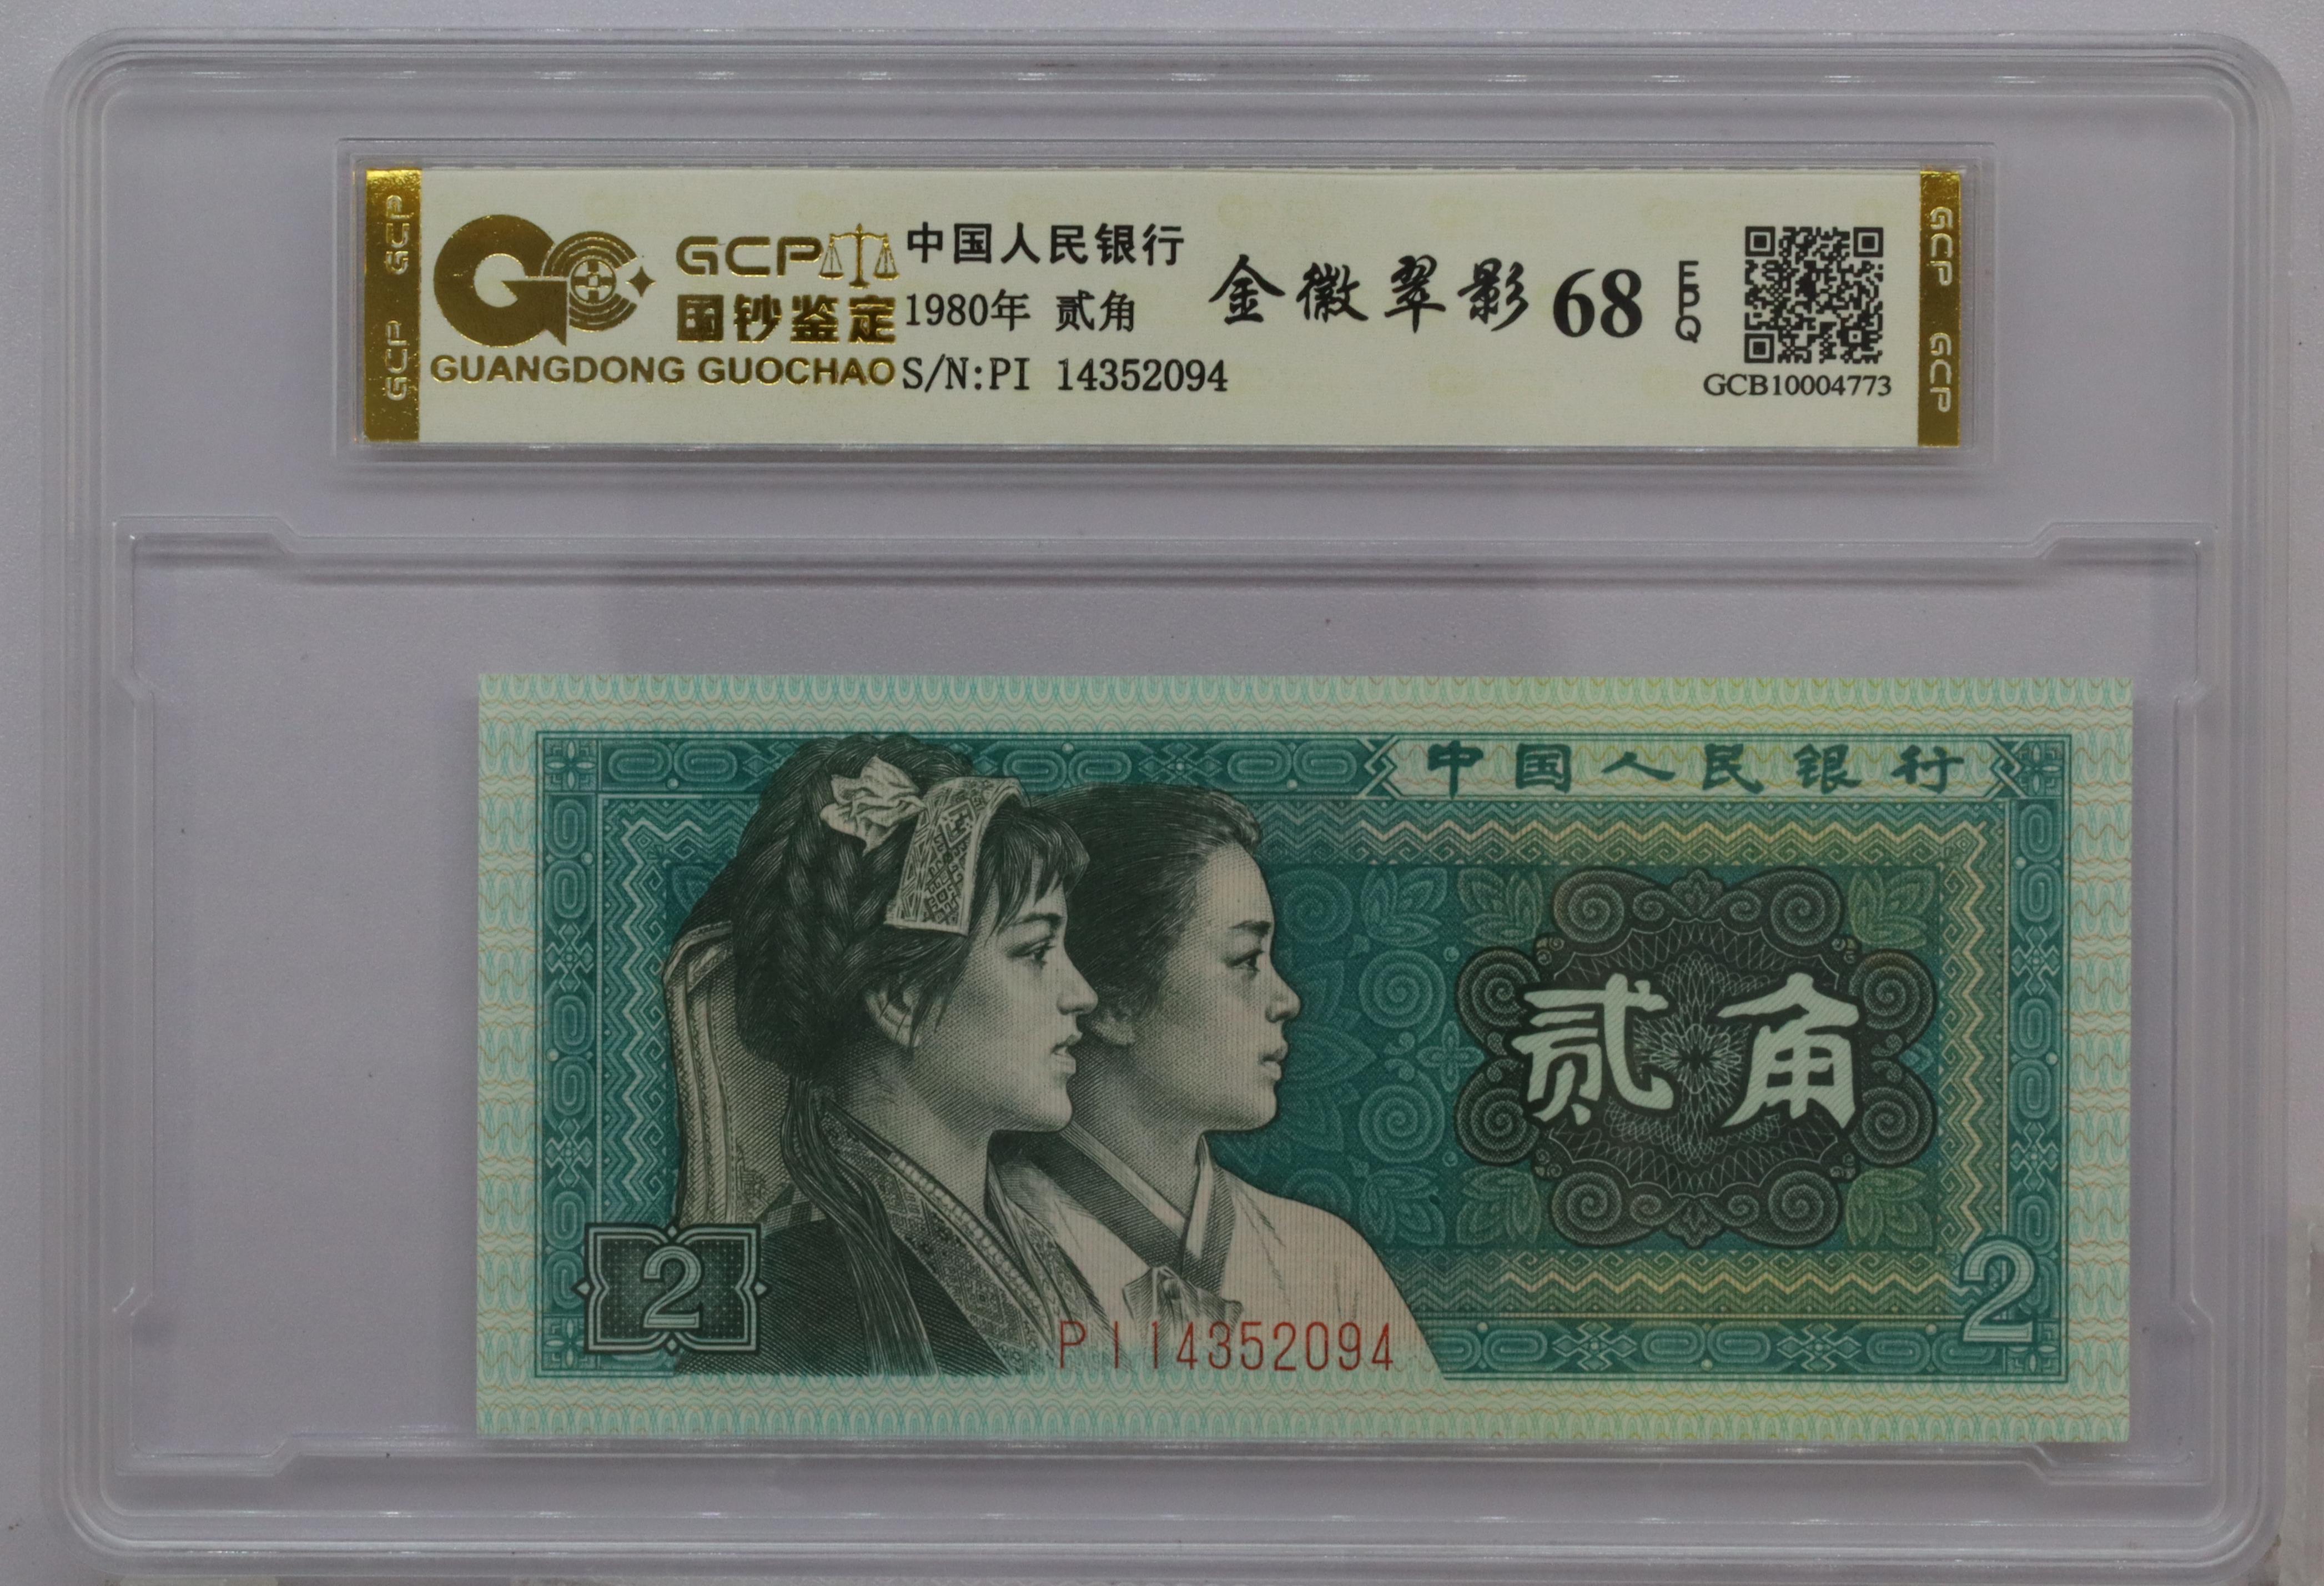 GCP
GCP
GCP
国钞鉴定
GUANGDONG GUOCHAO
中国人民银行
1980年 贰角
S/N:PI 14352094
金徽翠影 68
EPQ
GCB10004773
GCP
GCP
中国人民银行
贰角
2
PI 14352094
2